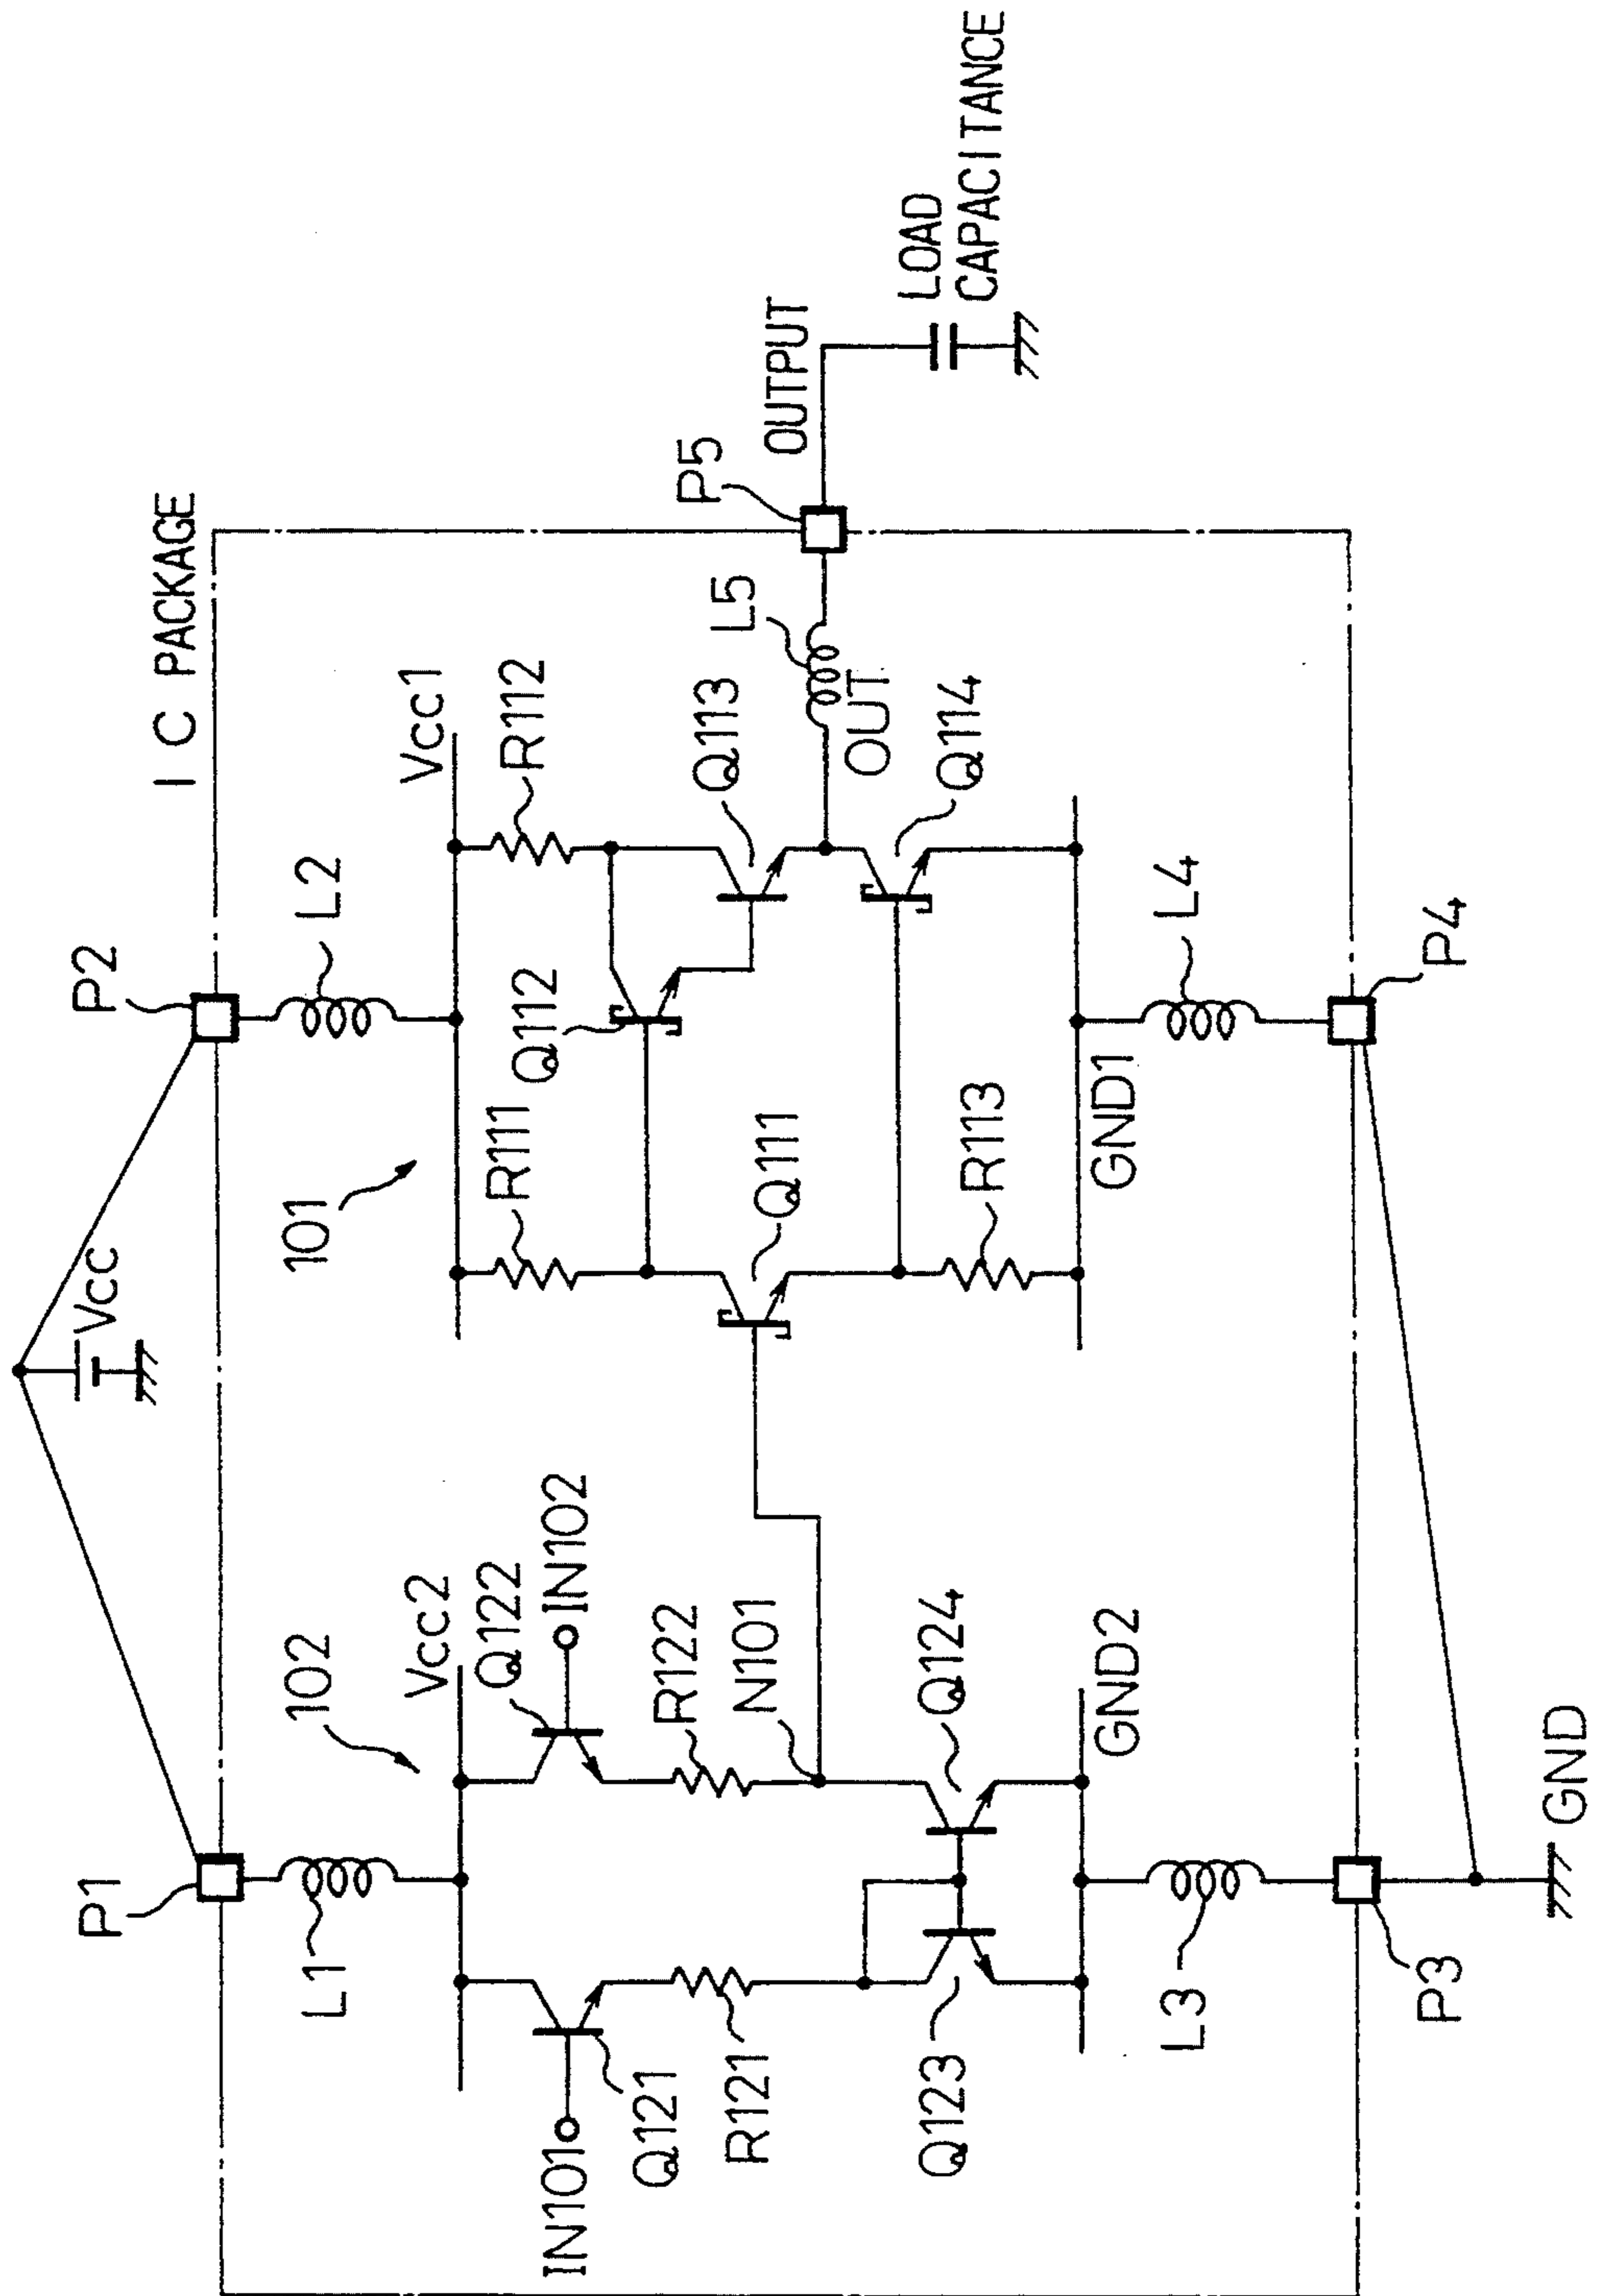 I C PACKAGE
Vcc
P1
P2
L1
L2
102
101
Vcc2
Vcc1
IN101
Q121
Q122
IN102
R111
R112
Q112
R121
R122
N101
Q111
Q113
L5
OUT
P5
OUTPUT
LOAD
CAPACITANCE
Q123
Q124
R113
Q114
GND2
GND1
L3
L4
P3
P4
GND